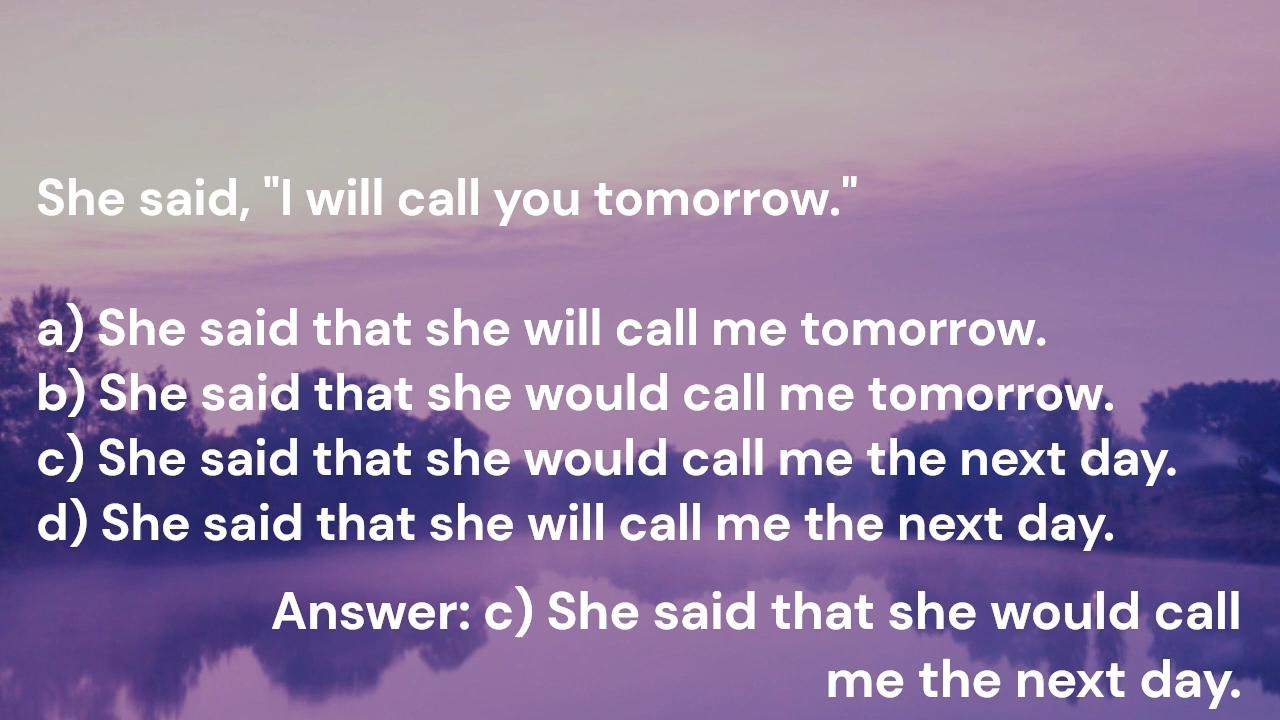 She said, "I will call you tomorrow."
a) She said that she will call me tomorrow.
b) She said that she would call me tomorrow.
c) She said that she would call me the next day.
d) She said that she will call me the next day.
Answer: c) She said that she would call
me the next day.